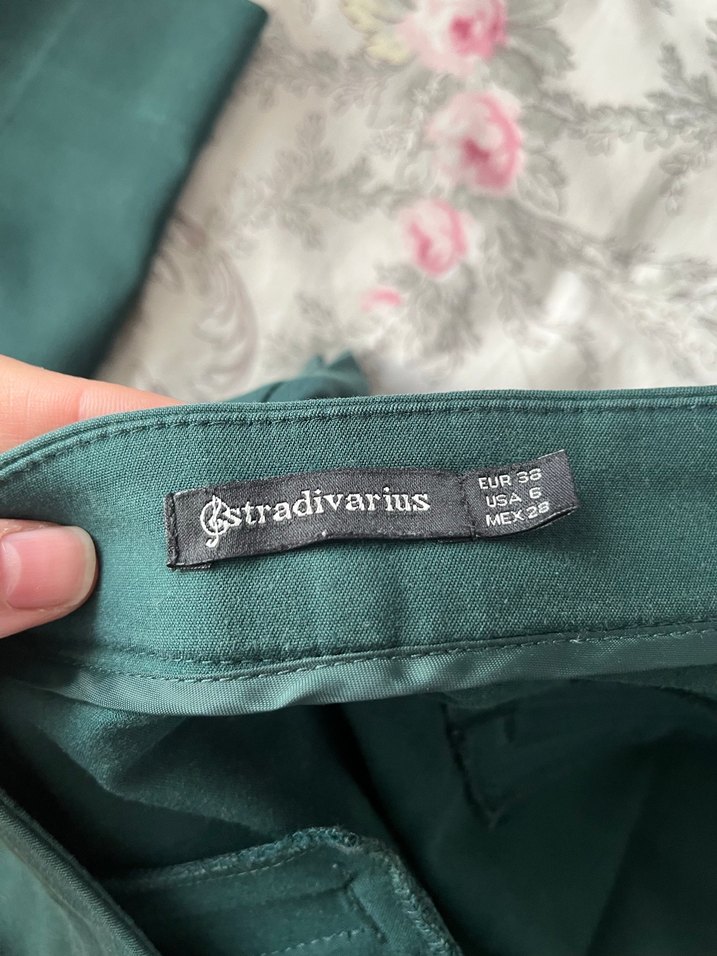 stradivarius
EUR 38
USA 6
MEX 28